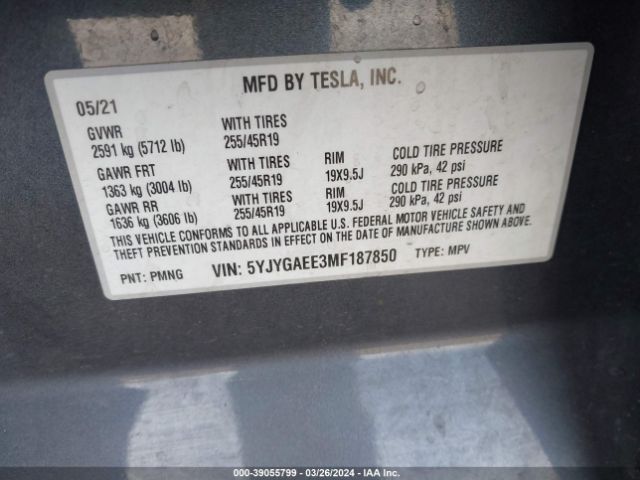 MFD BY TESLA, INC.
05/21
GVWR
2591 kg (5712 lb)
WITH TIRES
255/45R19
GAWR FRT
1363 kg (3004 lb)
WITH TIRES
255/45R19
RIM
19X9.5J
COLD TIRE PRESSURE
290 kPa, 42 psi
GAWR RR
1636 kg (3606 lb)
WITH TIRES
255/45R19
RIM
19X9.5J
COLD TIRE PRESSURE
290 kPa, 42 psi
THIS VEHICLE CONFORMS TO ALL APPLICABLE U.S. FEDERAL MOTOR VEHICLE SAFETY AND
THEFT PREVENTION STANDARDS IN EFFECT ON THE DATE OF MANUFACTURE SHOWN ABOVE.
PNT: PMNG VIN: 5YJYGAEE3MF187850 TYPE: MPV
000-39055799 - 03/26/2024 - IAA Inc.